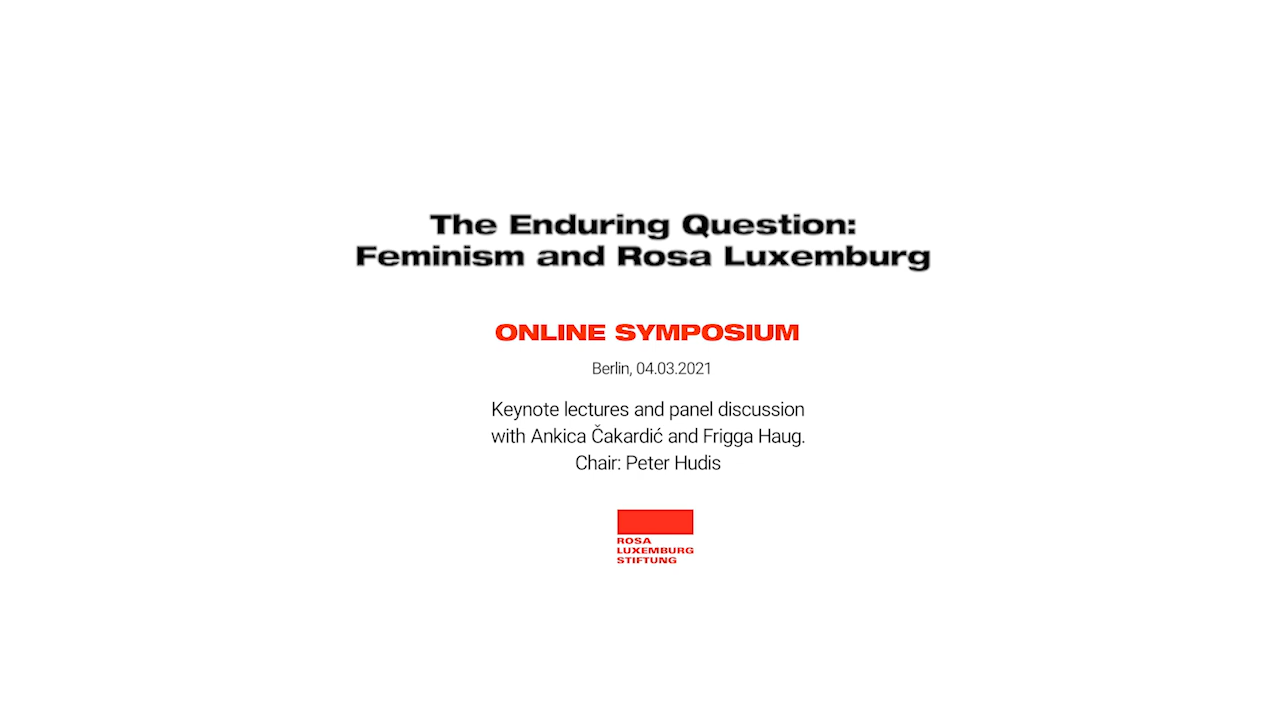 The Enduring Question:
Feminism and Rosa Luxemburg
ONLINE SYMPOSIUM
Berlin, 04.03.2021
Keynote lectures and panel discussion
with Ankica Čakardić and Frigga Haug.
Chair: Peter Hudis
ROSA
LUXEMBURG
STIFTUNG